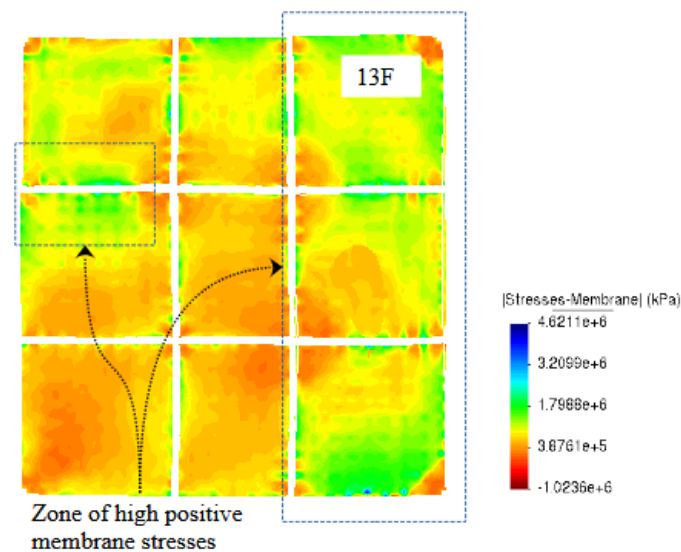 13F
|Stresses-Membrane| (kPa)
4.6211e+6
3.2099e+6
1.7988e+6
3.8761e+5
-1.0236e+6
Zone of high positive
membrane stresses